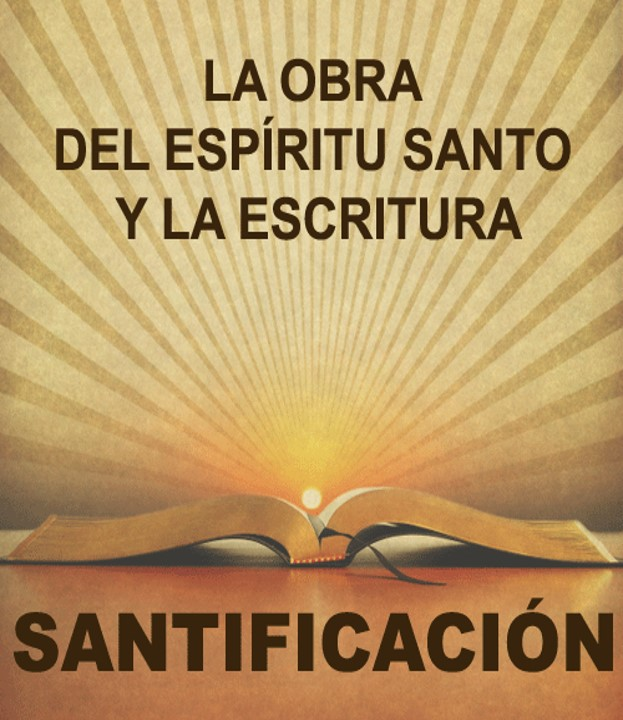 LA OBRA
DEL ESPÍRITU SANTO
Y LA ESCRITURA
SANTIFICACIÓN